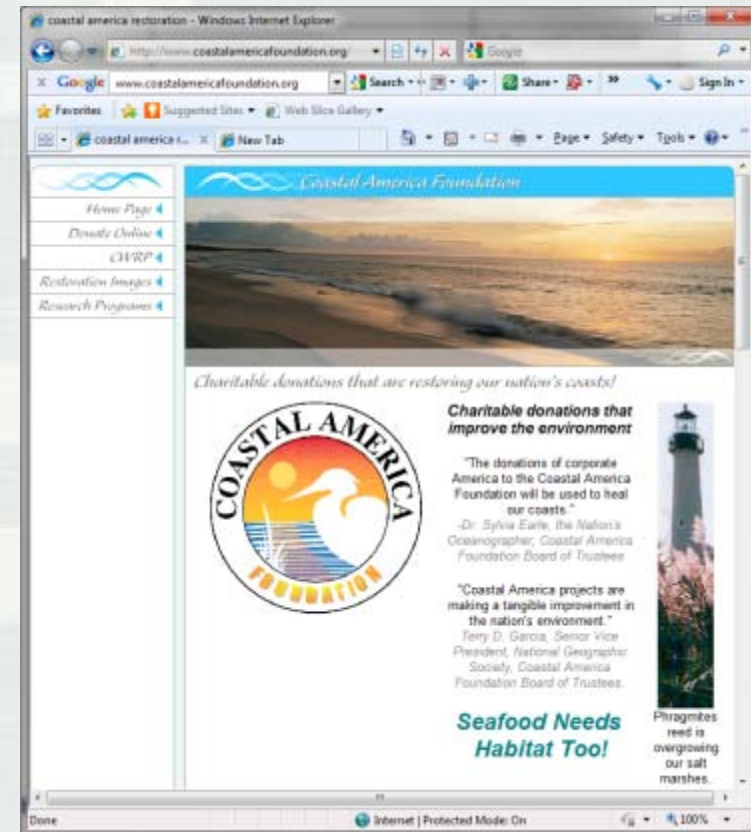 coastal america restoration - Windows Internet Explorer
http://www.coastalamericafoundation.org/
Google
Google www.coastalamericafoundation.org Search Share Sign In
Favorites Suggested Sites Web Slice Gallery
coastal america r... New Tab Page Safety Tools
Coastal America Foundation
Home Page
Donate Online
CWRP
Restoration Images
Research Programs
Charitable donations that are restoring our nation's coasts!
COASTAL AMERICA
FOUNDATION
Charitable donations that
improve the environment
"The donations of corporate
America to the Coastal America
Foundation will be used to heal
our coasts."
-Dr. Sylvia Earle, the Nation's
Oceanographer, Coastal America
Foundation Board of Trustees
"Coastal America projects are
making a tangible improvement in
the nation's environment."
Terry D. Garcia, Senior Vice
President, National Geographic
Society, Coastal America
Foundation Board of Trustees.
Seafood Needs
Habitat Too!
Phragmites
reed is
overgrowing
our salt
marshes.
Done Internet | Protected Mode: On 100%